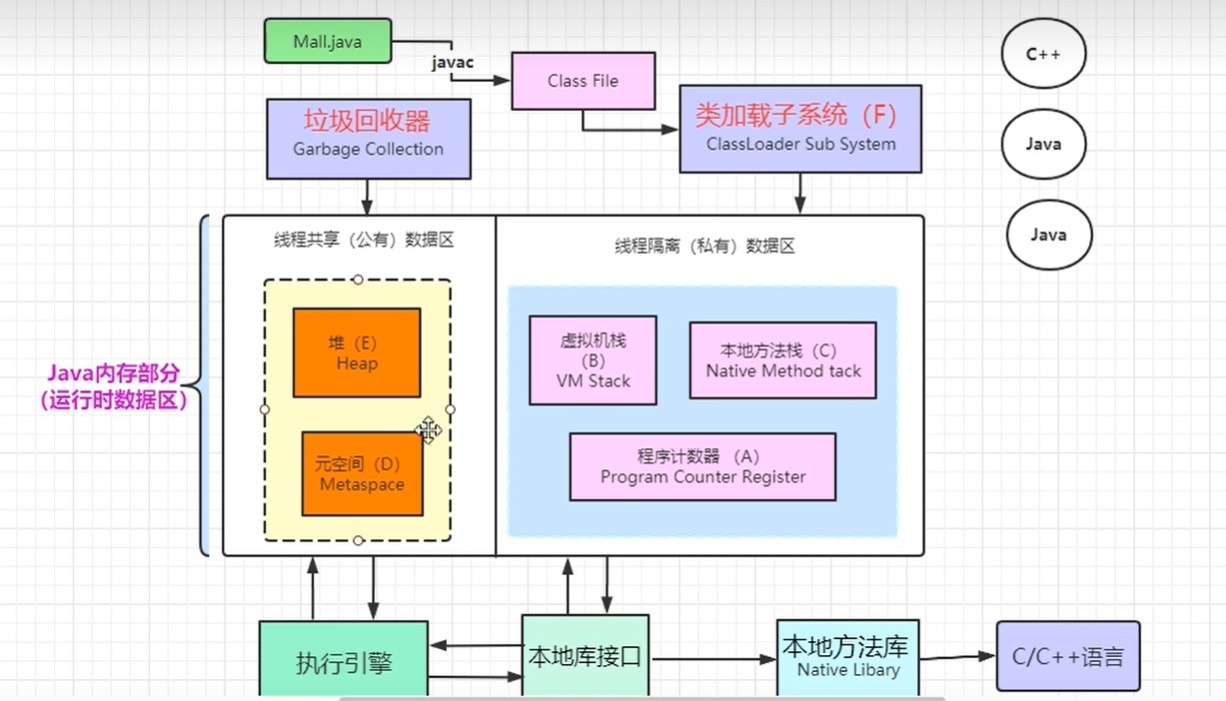 Mall.java
javac
Class File
C++
垃圾回收器
Garbage Collection
类加载子系统（F）
ClassLoader Sub System
Java
Java
线程共享（公有）数据区
线程隔离（私有）数据区
堆（E）
Heap
虚拟机栈
（B）
VM Stack
本地方法栈（C）
Native Method tack
Java内存部分
（运行时数据区）
元空间（D）
Metaspace
程序计数器 （A）
Program Counter Register
执行引擎
本地库接口
本地方法库
Native Libary
C/C++语言